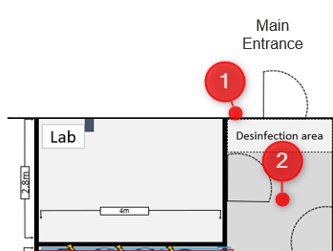 Main
Entrance
1
Lab
Desinfection area
2
2.8m
4m